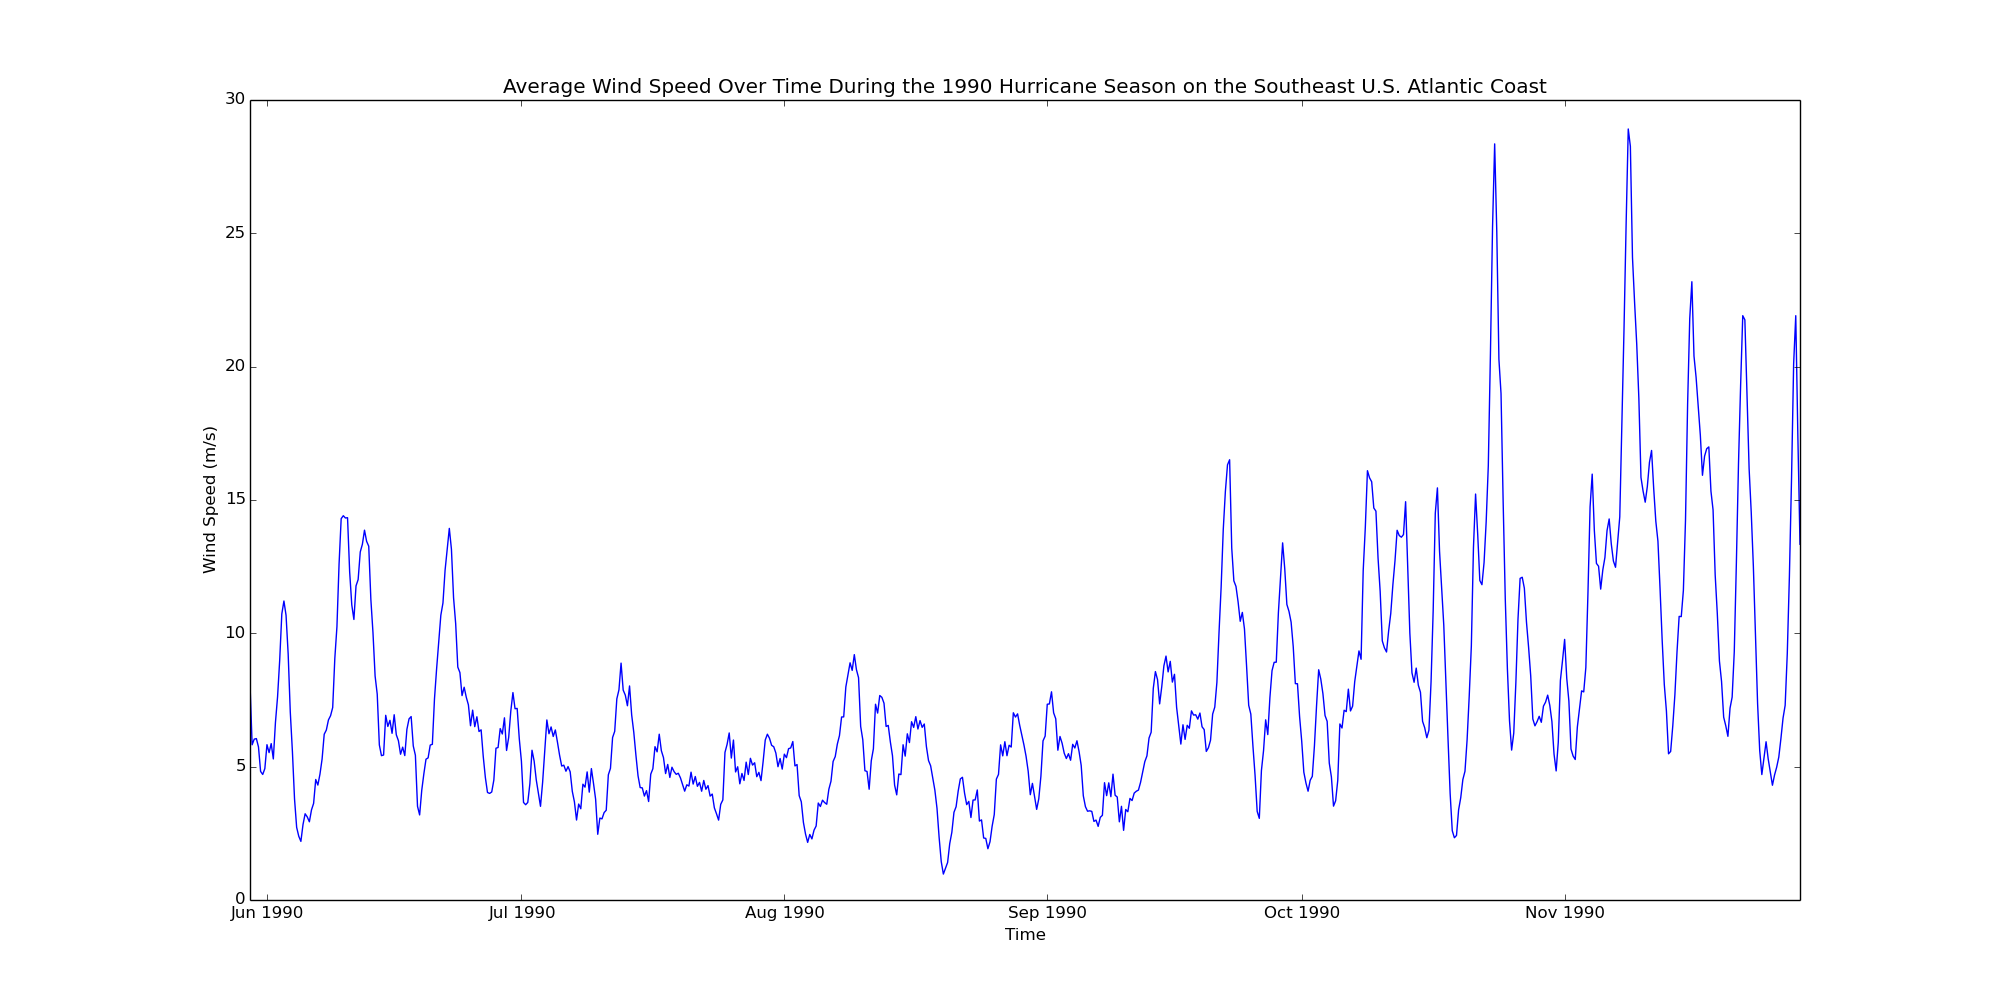 Average Wind Speed Over Time During the 1990 Hurricane Season on the Southeast U.S. Atlantic Coast
30
25
20
15
10
5
0
Wind Speed (m/s)
Jun 1990 Jul 1990 Aug 1990 Sep 1990 Oct 1990 Nov 1990
Time